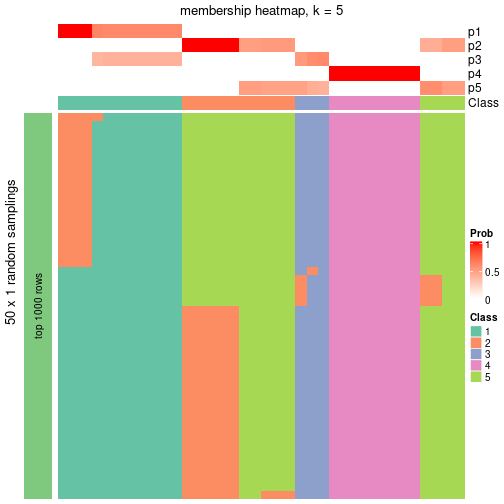 membership heatmap, k = 5
p1
p2
p3
p4
p5
Class
50 x 1 random samplings
top 1000 rows
Prob
1
0.5
0
Class
1
2
3
4
5